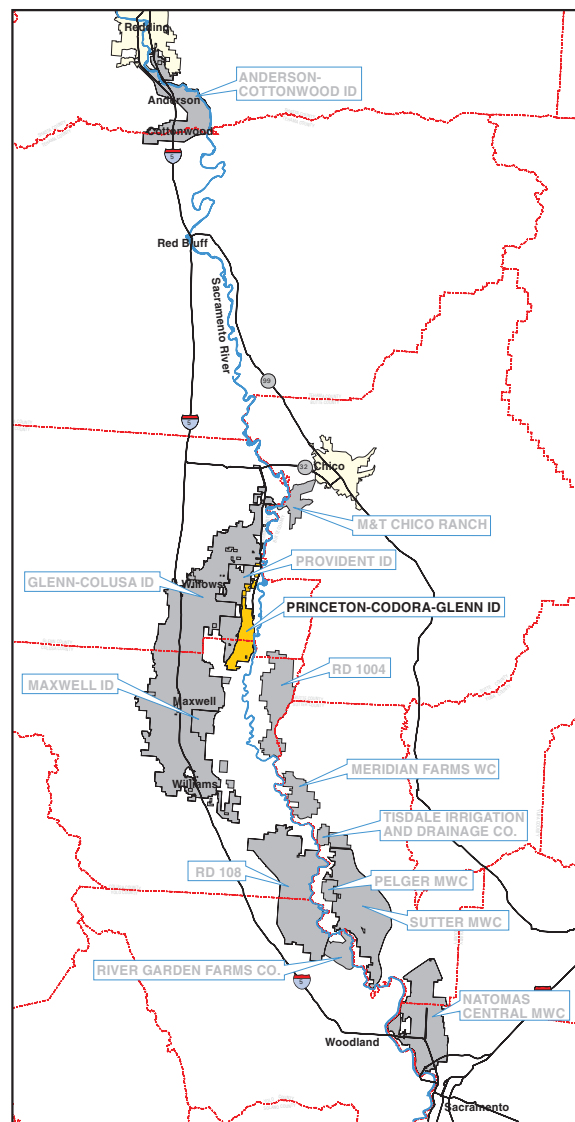 Redding
ANDERSON-
COTTONWOOD ID
Anderson
Cottonwood
5
Red Bluff
Sacramento River
99
5
32
Chico
M&T CHICO RANCH
PROVIDENT ID
GLENN-COLUSA ID
Willows
PRINCETON-CODORA-GLENN ID
RD 1004
MAXWELL ID
Maxwell
MERIDIAN FARMS WC
Williams
TISDALE IRRIGATION
AND DRAINAGE CO.
RD 108
PELGER MWC
SUTTER MWC
RIVER GARDEN FARMS CO.
5
NATOMAS
CENTRAL MWC
Woodland
Sacramento